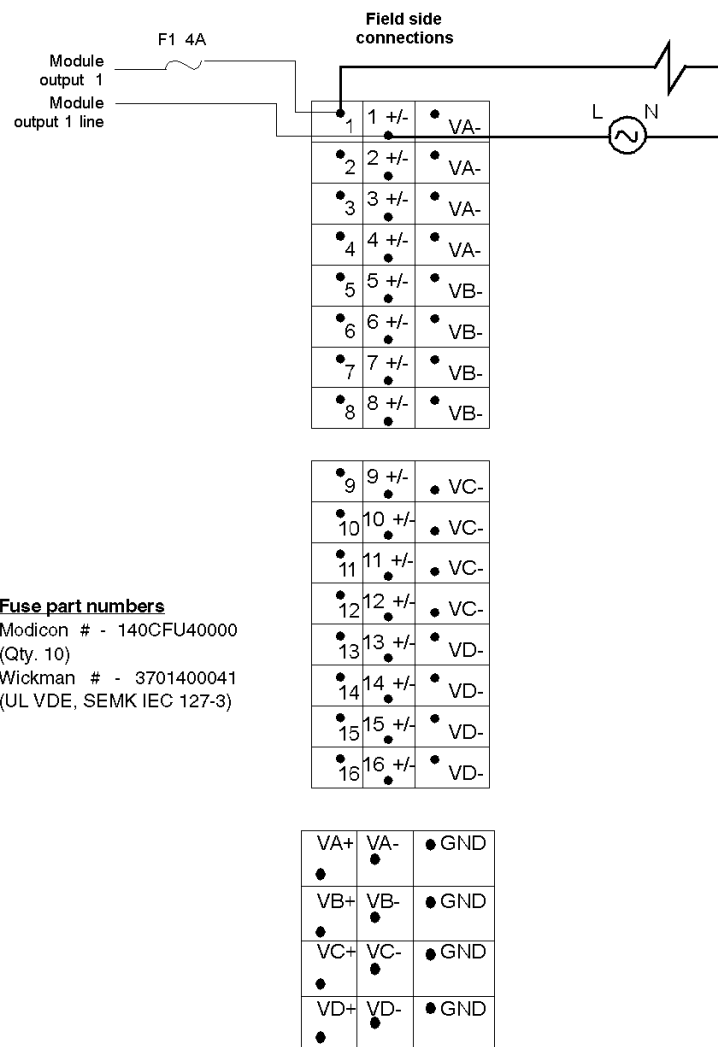 Field side
connections
F1 4A
Module
output 1
Module
output 1 line
L N
1 1 +/- VA-
2 2 +/- VA-
3 3 +/- VA-
4 4 +/- VA-
5 5 +/- VB-
6 6 +/- VB-
7 7 +/- VB-
8 8 +/- VB-
9 9 +/- VC-
10 10 +/- VC-
11 11 +/- VC-
12 12 +/- VC-
13 13 +/- VD-
14 14 +/- VD-
15 15 +/- VD-
16 16 +/- VD-
Fuse part numbers
Modicon # - 140CFU40000
(Qty. 10)
Wickman # - 3701400041
(UL VDE, SEMK IEC 127-3)
VA+ VA- GND
VB+ VB- GND
VC+ VC- GND
VD+ VD- GND